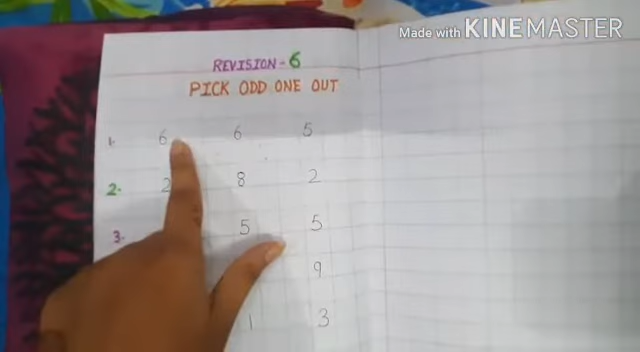 Made with KINEMASTER
REVISION - 6
PICK ODD ONE OUT
1. 6 6 5
2. 2 8 2
3. 5 5
9
1 3